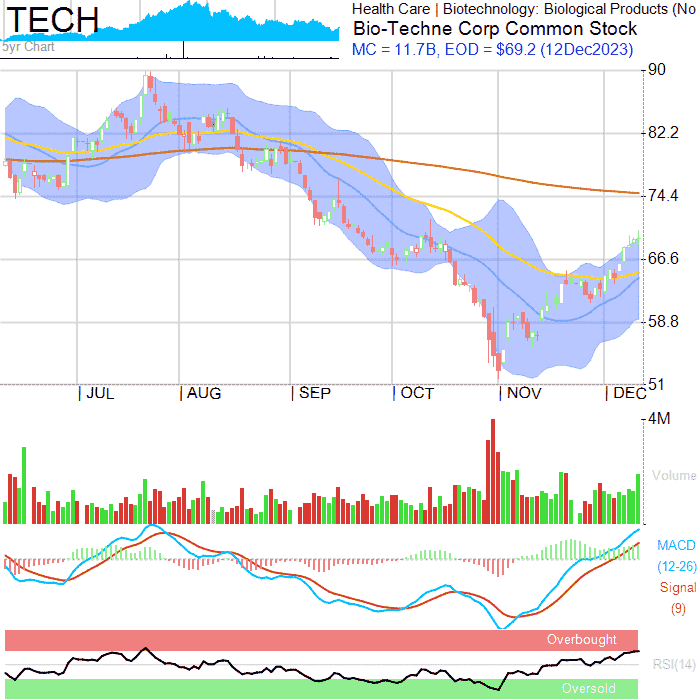 TECH
5yr Chart
Health Care | Biotechnology: Biological Products (No
Bio-Techne Corp Common Stock
MC = 11.7B, EOD = $69.2 (12Dec2023)
90
82.2
74.4
66.6
58.8
51
JUL AUG SEP OCT NOV DEC
4M
Volume
MACD
(12-26)
Signal
(9)
Overbought
RSI(14)
Oversold